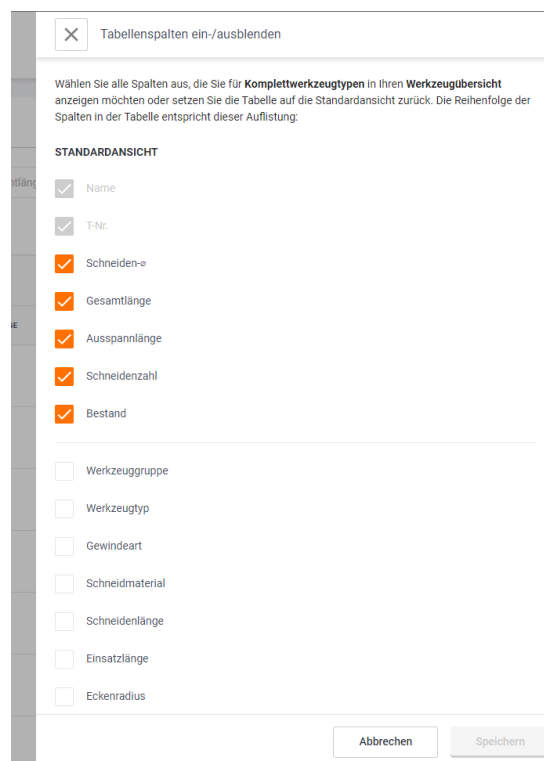 Tabellenspalten ein-/ausblenden
Wählen Sie alle Spalten aus, die Sie für Komplettwerkzeugtypen in Ihren Werkzeugübersicht
anzeigen möchten oder setzen Sie die Tabelle auf die Standardansicht zurück. Die Reihenfolge der
Spalten in der Tabelle entspricht dieser Auflistung:
STANDARDANSICHT
Name
T-Nr.
Schneiden-⌀
Gesamtlänge
Ausspannlänge
Schneidenzahl
Bestand
Werkzeuggruppe
Werkzeugtyp
Gewindeart
Schneidmaterial
Schneidenlänge
Einsatzlänge
Eckenradius
Abbrechen
Speichern